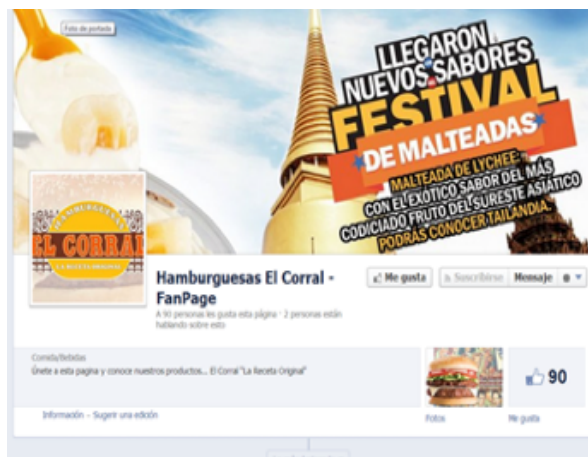 Foto de portada
LLEGARON
NUEVOS SABORES
FESTIVAL
DE MALTEADAS
MALTEADA DE LYCHEE:
CON EL EXÓTICO SABOR DEL MÁS
CODICIADO FRUTO DEL SURESTE ASIÁTICO
PODRÁS CONOCER TAILANDIA.
HAMBURGUESAS
EL CORRAL
LA RECETA ORIGINAL
Hamburguesas El Corral -
FanPage
Me gusta
Suscribirse
Mensaje
A 90 personas les gusta esta página · 2 personas están
hablando sobre esto
Comida/Bebidas
Únete a esta pagina y conoce nuestros productos... El Corral "La Receta Original"
90
Información - Sugerir una edición
Fotos
Me gusta